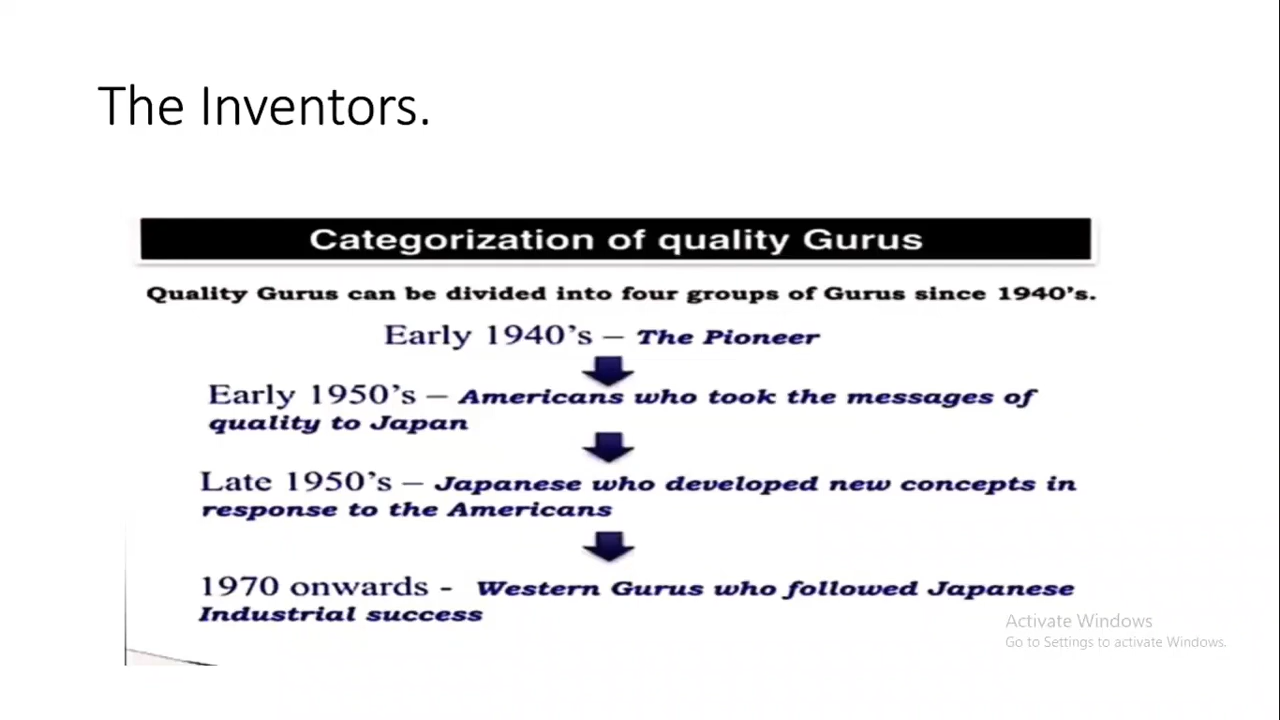 The Inventors.
Categorization of quality Gurus
Quality Gurus can be divided into four groups of Gurus since 1940's.
Early 1940's – The Pioneer
Early 1950's – Americans who took the messages of
quality to Japan
Late 1950's – Japanese who developed new concepts in
response to the Americans
1970 onwards - Western Gurus who followed Japanese
Industrial success
Activate Windows
Go to Settings to activate Windows.